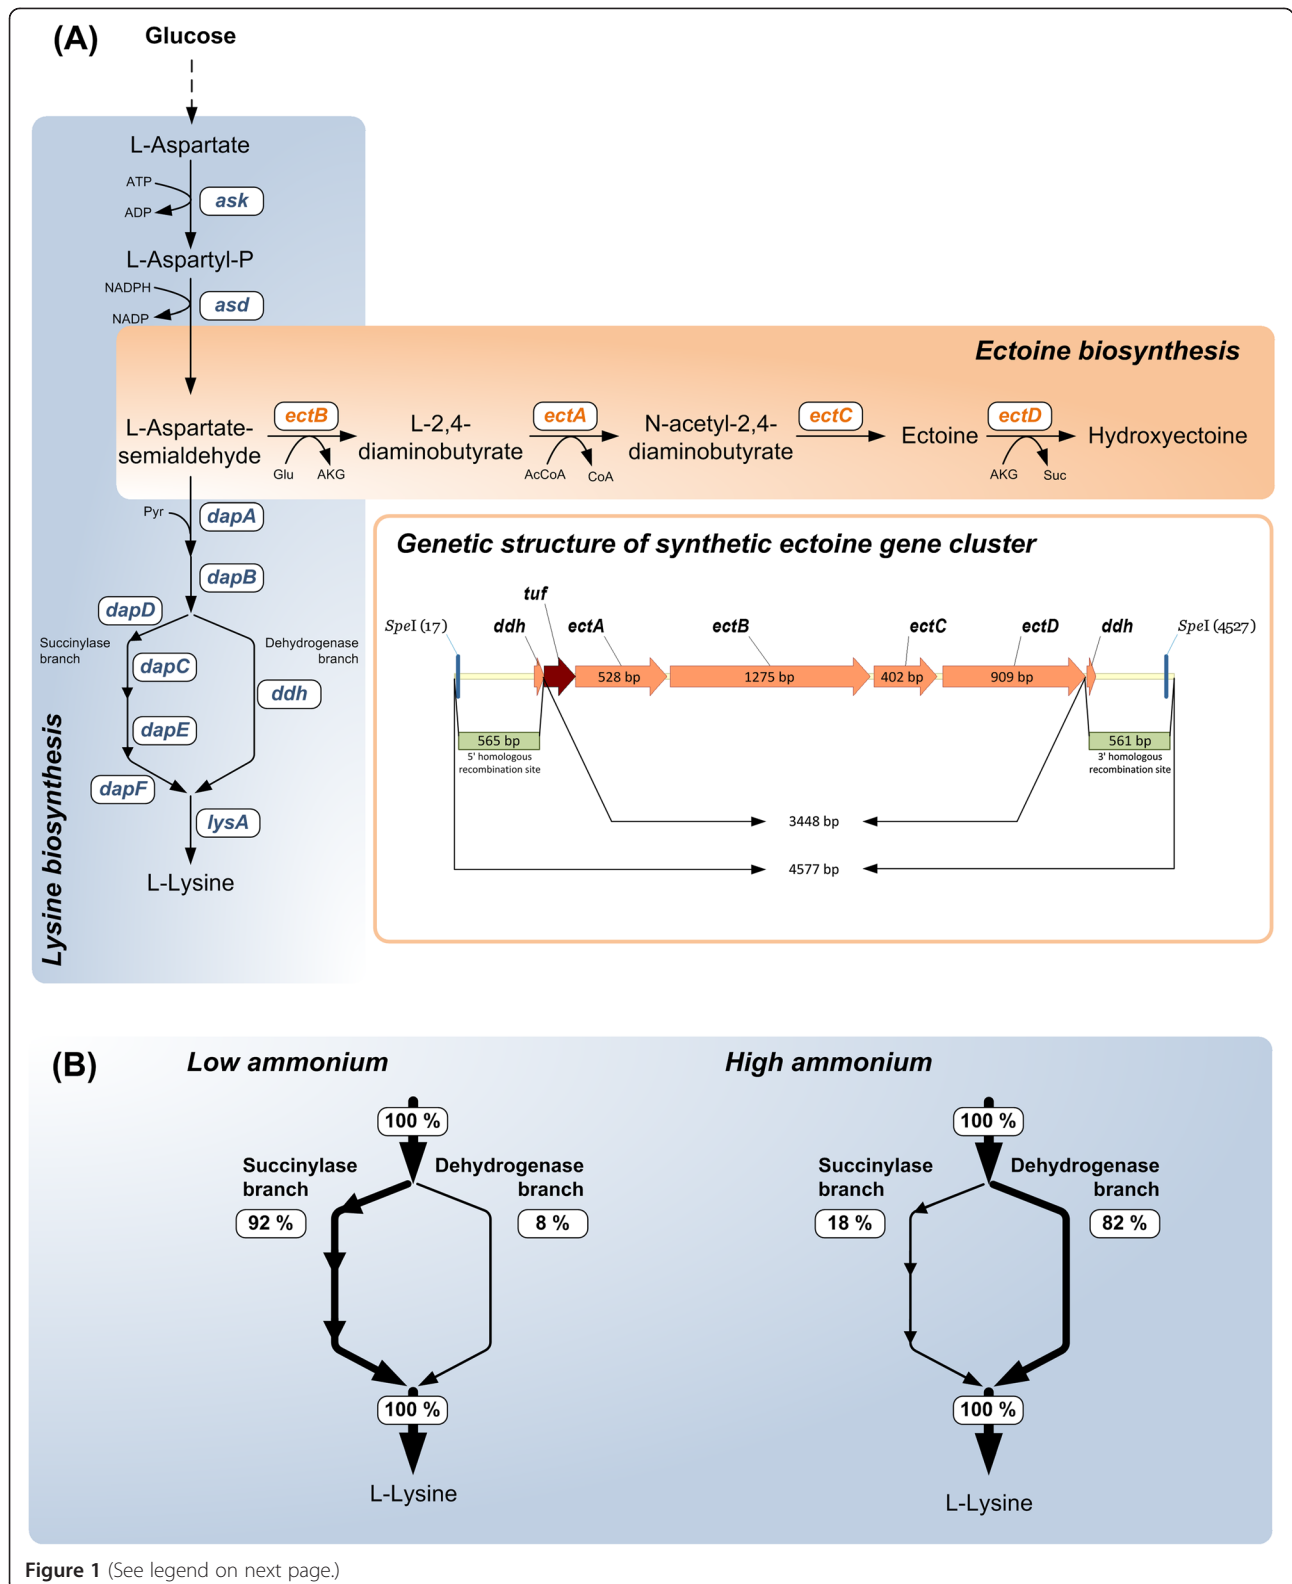 (A)
Glucose
L-Aspartate
ATP
ask
ADP
L-Aspartyl-P
NADPH
asd
NADP
Ectoine biosynthesis
L-Aspartate-
semialdehyde
ectB
Glu
AKG
L-2,4-
diaminobutyrate
ectA
AcCoA
CoA
N-acetyl-2,4-
diaminobutyrate
ectC
Ectoine
ectD
AKG
Suc
Hydroxyectoine
Pyr
dapA
dapB
dapD
Succinylase
branch
Dehydrogenase
branch
dapC
ddh
dapE
dapF
lysA
L-Lysine
Lysine biosynthesis
Genetic structure of synthetic ectoine gene cluster
tuf
SpeI (17)
ddh
ectA
ectB
ectC
ectD
ddh
SpeI (4527)
528 bp
1275 bp
402 bp
909 bp
565 bp
5' homologous
recombination site
561 bp
3' homologous
recombination site
3448 bp
4577 bp
(B)
Low ammonium
100 %
Succinylase
branch
Dehydrogenase
branch
92 %
8 %
100 %
L-Lysine
High ammonium
100 %
Succinylase
branch
Dehydrogenase
branch
18 %
82 %
100 %
L-Lysine
Figure 1 (See legend on next page.)